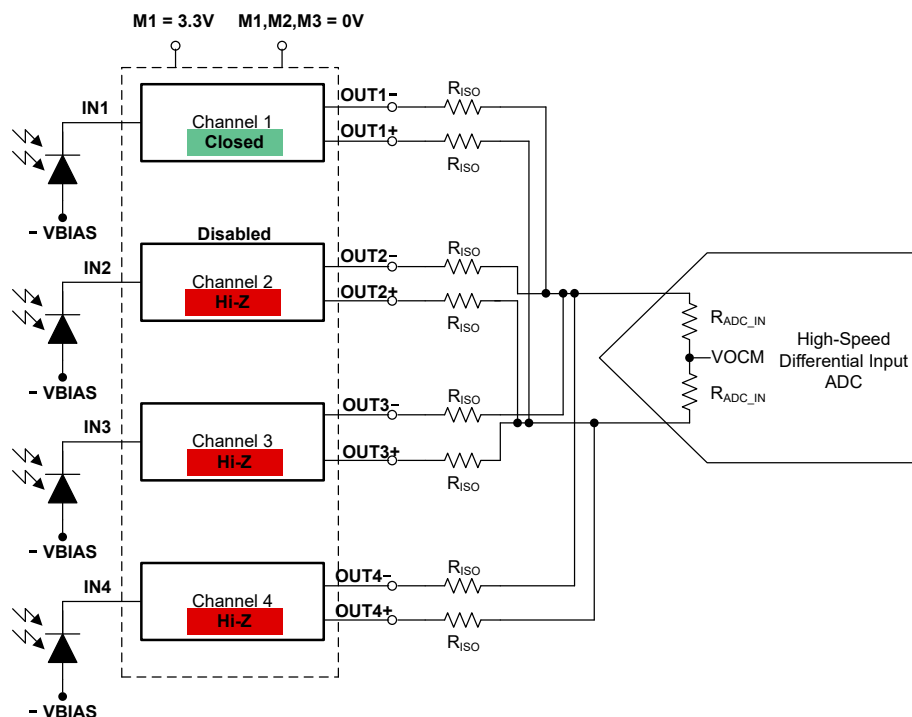 M1 = 3.3V
M1,M2,M3 = 0V
IN1
Channel 1
Closed
OUT1−
OUT1+
RISO
RISO
− VBIAS
Disabled
IN2
Channel 2
Hi-Z
OUT2−
OUT2+
RISO
RISO
− VBIAS
RADC_IN
VOCM
RADC_IN
High-Speed
Differential Input
ADC
IN3
Channel 3
Hi-Z
OUT3−
OUT3+
RISO
RISO
− VBIAS
IN4
Channel 4
Hi-Z
OUT4−
OUT4+
RISO
RISO
− VBIAS